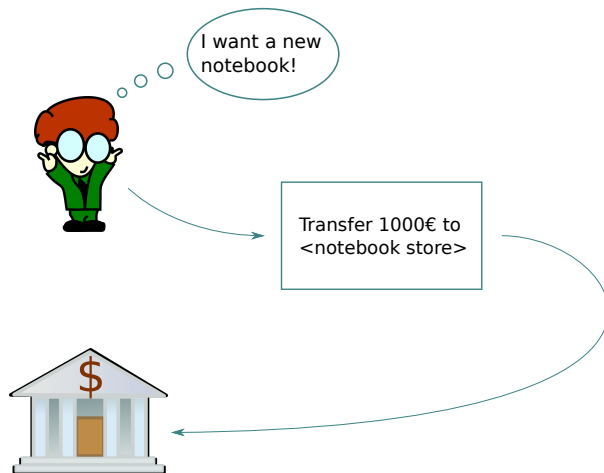 I want a new
notebook!
Transfer 1000€ to
<notebook store>
$